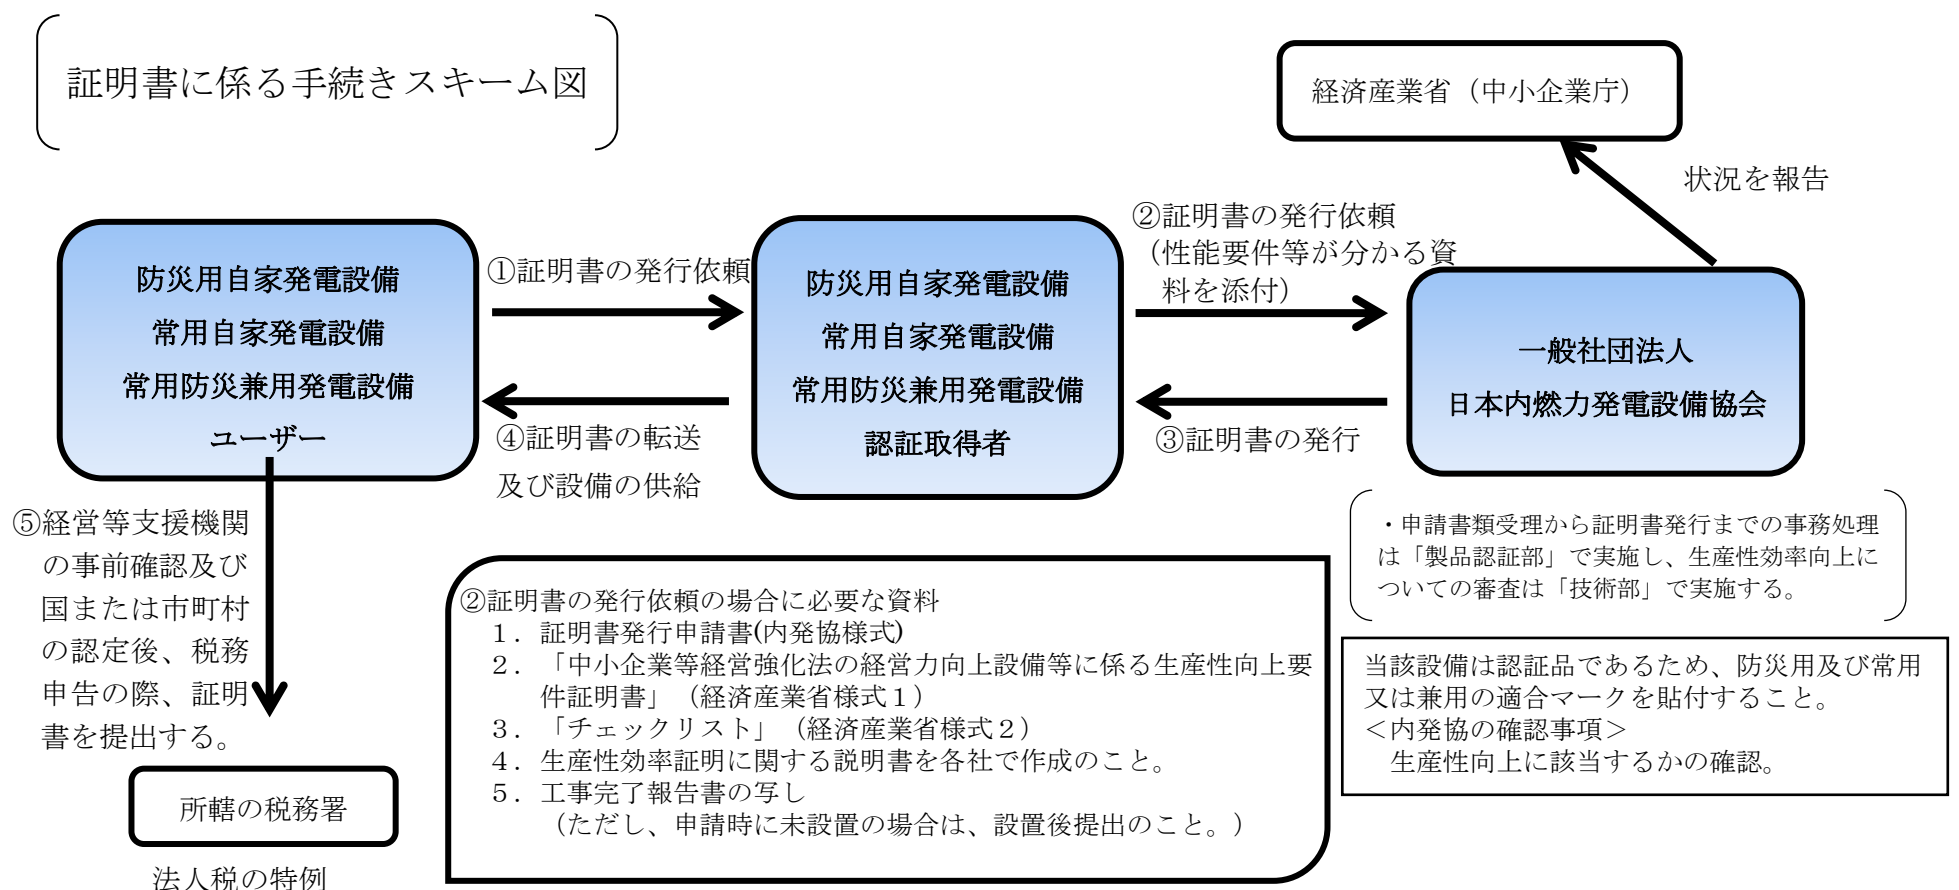 証明書に係る手続きスキーム図
経済産業省（中小企業庁）
状況を報告
防災用自家発電設備
常用自家発電設備
常用防災兼用発電設備
ユーザー
①証明書の発行依頼
④証明書の転送
及び設備の供給
防災用自家発電設備
常用自家発電設備
常用防災兼用発電設備
認証取得者
②証明書の発行依頼
（性能要件等が分かる資
料を添付）
③証明書の発行
一般社団法人
日本内燃力発電設備協会
・申請書類受理から証明書発行までの事務処理
は「製品認証部」で実施し、生産性効率向上に
ついての審査は「技術部」で実施する。
⑤経営等支援機関
の事前確認及び
国または市町村
の認定後、税務
申告の際、証明
書を提出する。
所轄の税務署
法人税の特例
②証明書の発行依頼の場合に必要な資料
１．証明書発行申請書(内発協様式)
２．「中小企業等経営強化法の経営力向上設備等に係る生産性向上要
件証明書」（経済産業省様式１）
３．「チェックリスト」（経済産業省様式２）
４．生産性効率証明に関する説明書を各社で作成のこと。
５．工事完了報告書の写し
（ただし、申請時に未設置の場合は、設置後提出のこと。）
当該設備は認証品であるため、防災用及び常用
又は兼用の適合マークを貼付すること。
＜内発協の確認事項＞
生産性向上に該当するかの確認。